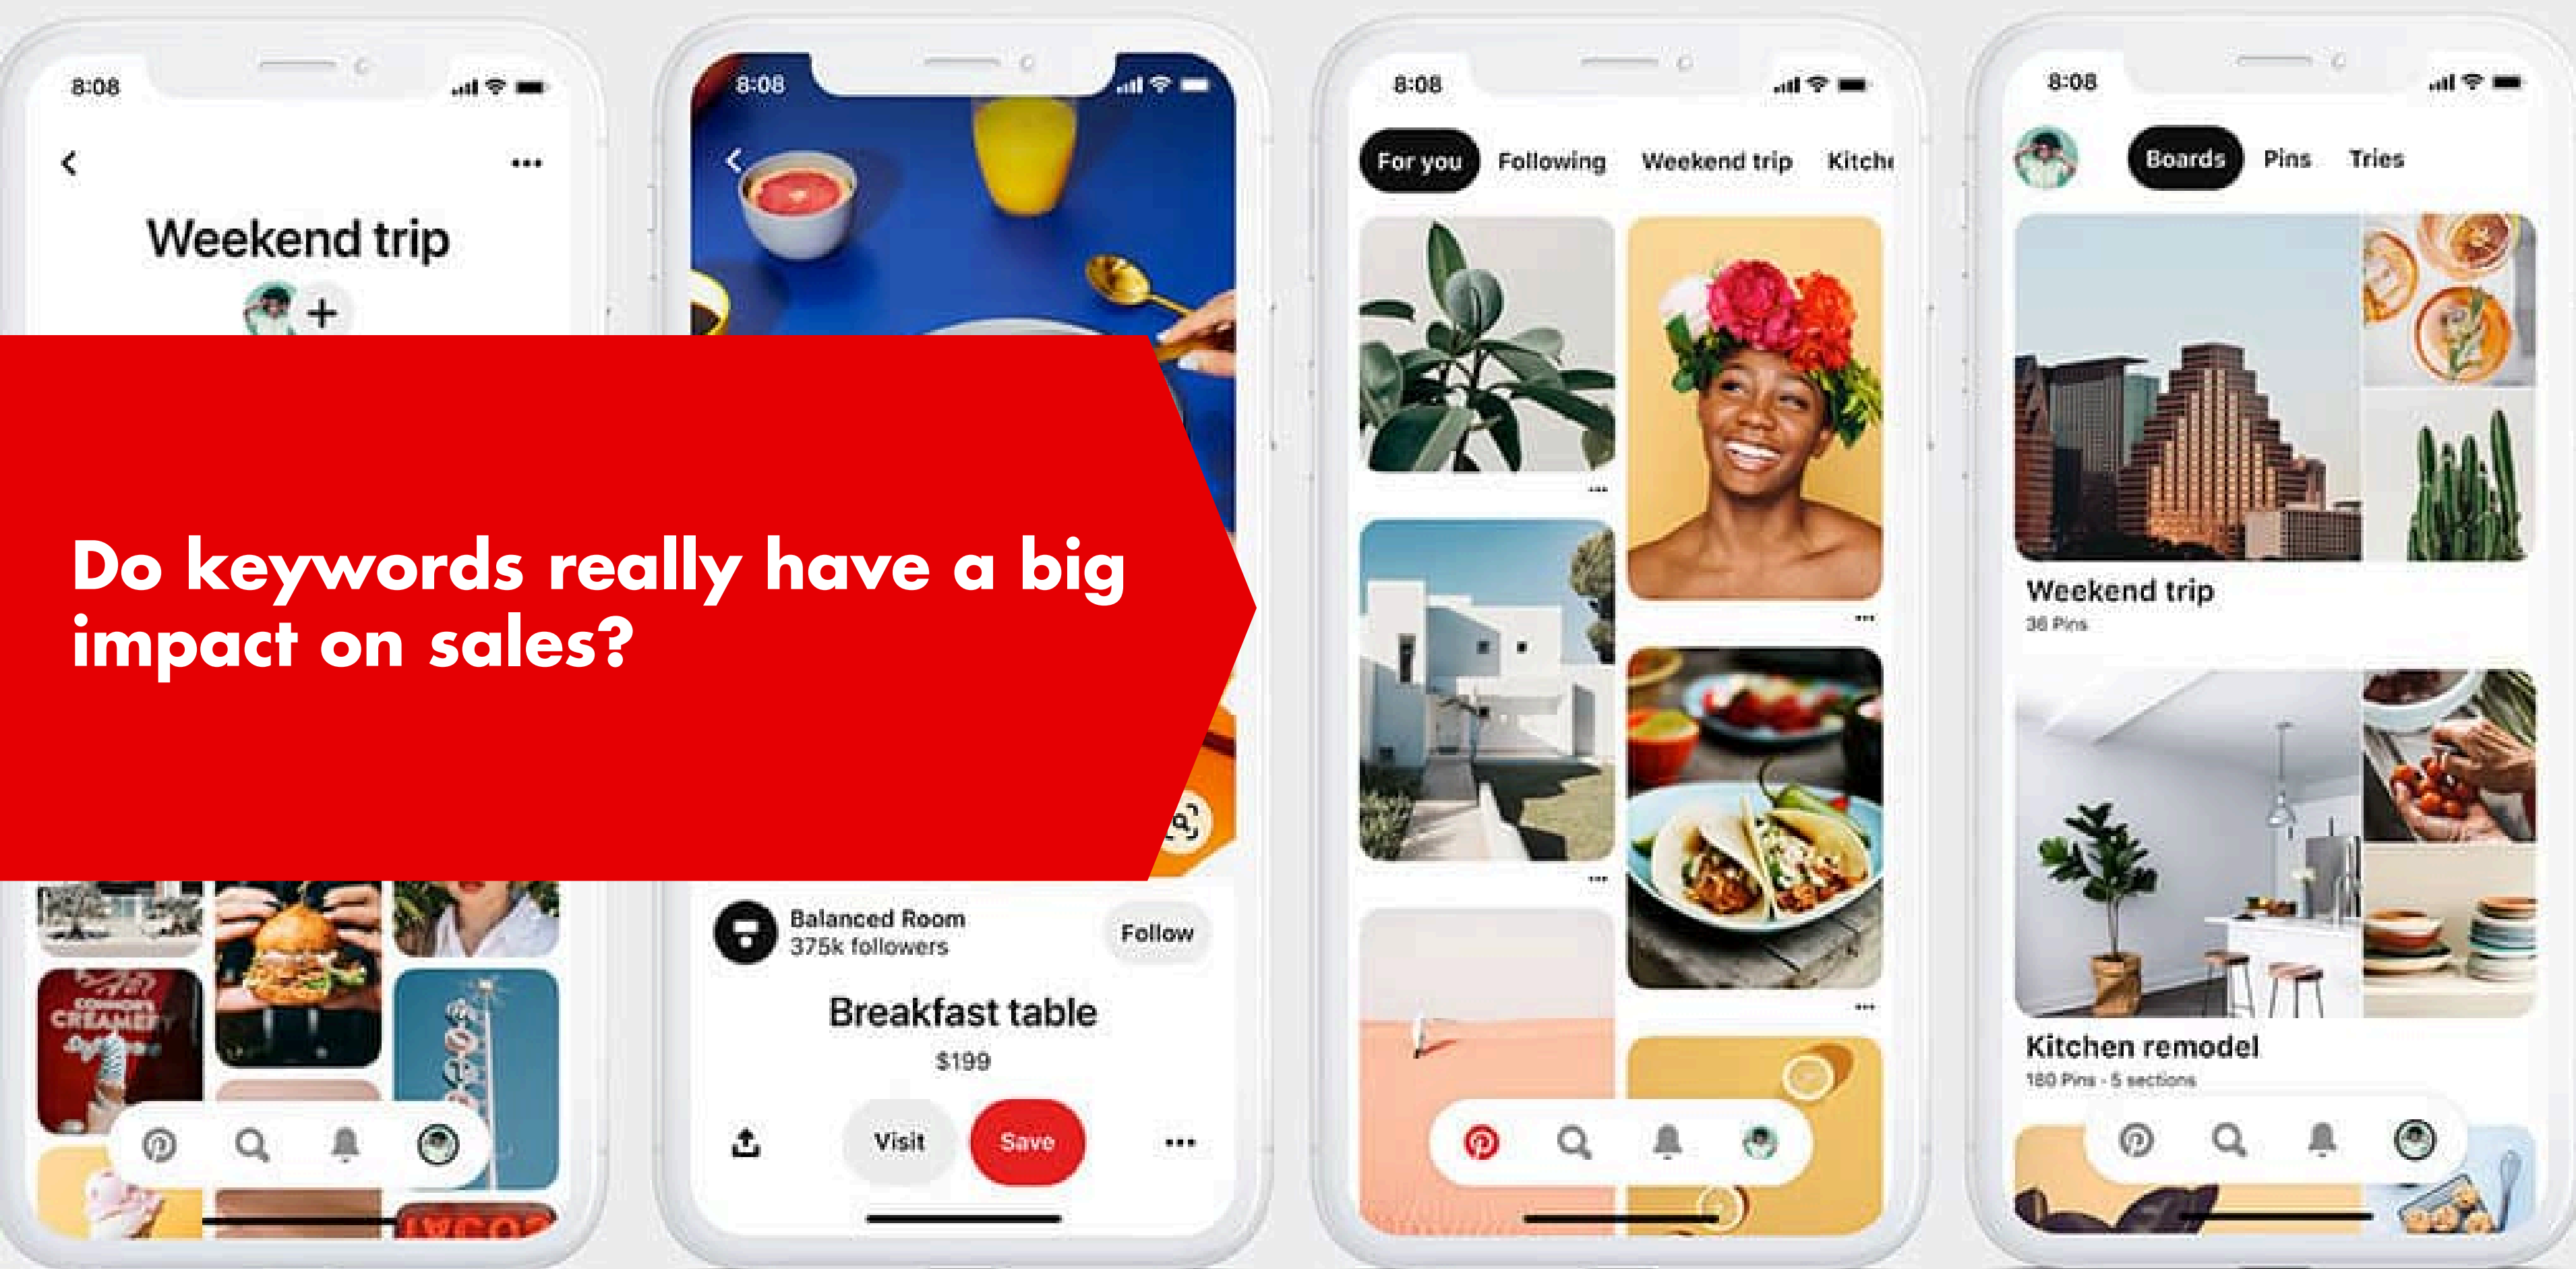 8:08
Weekend trip
Do keywords really have a big
impact on sales?
CREAMERY
8:08
Balanced Room
375k followers
Follow
Breakfast table
$199
Visit
Save
8:08
For you
Following
Weekend trip
Kitche
8:08
Boards
Pins
Tries
Weekend trip
36 Pins
Kitchen remodel
180 Pins · 5 sections